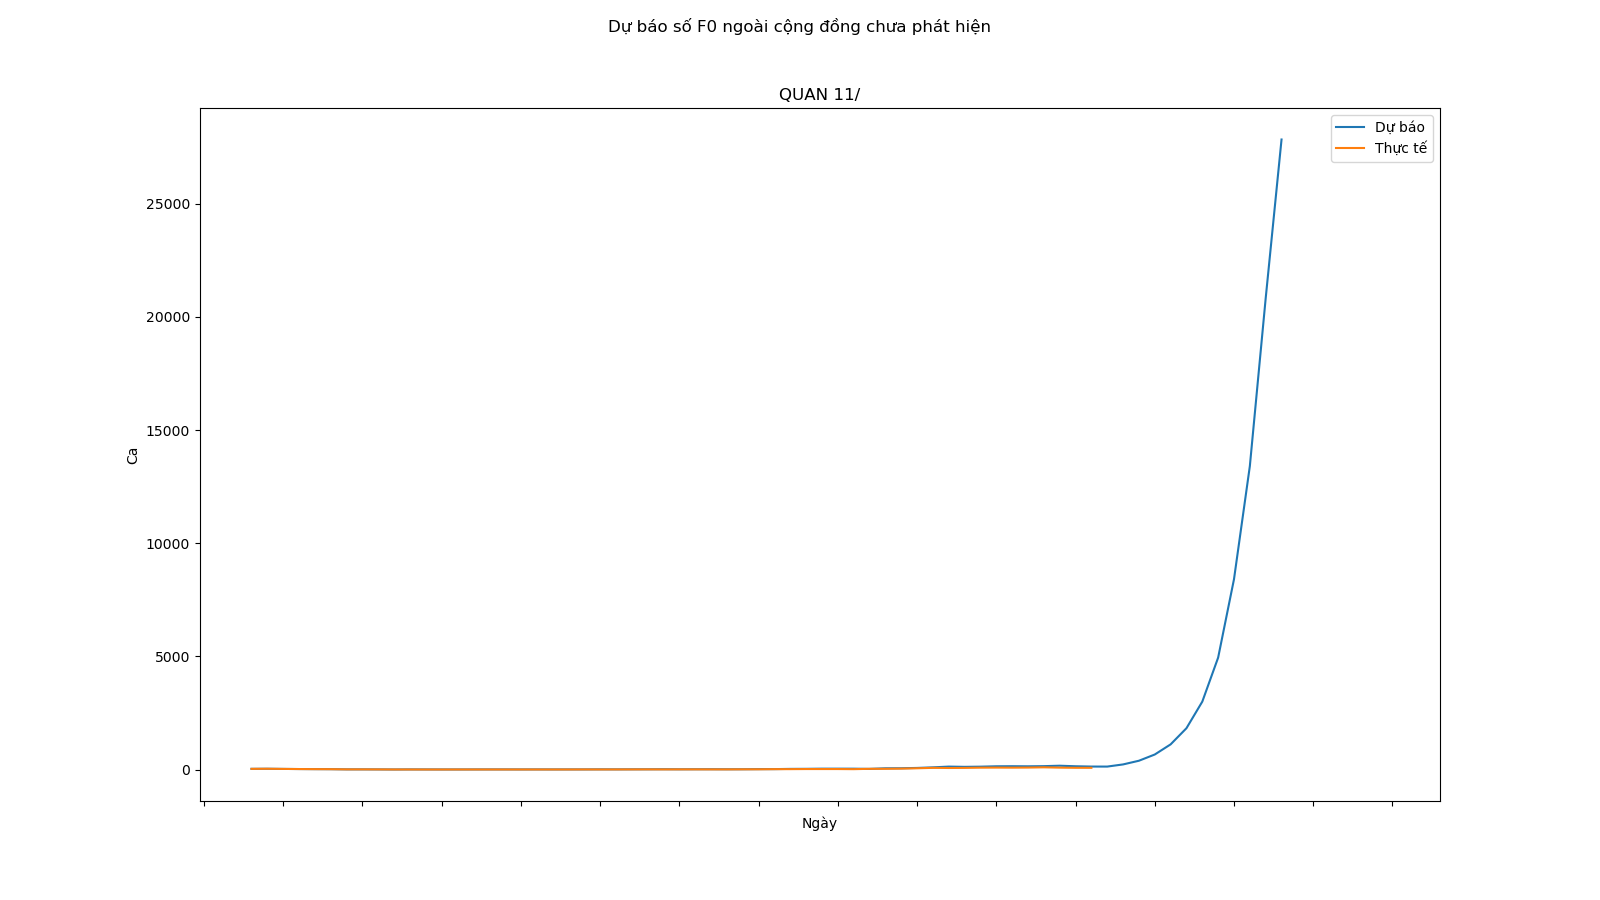 Dự báo số F0 ngoài cộng đồng chưa phát hiện
QUAN 11/
Dự báo
Thực tế
25000
20000
15000
10000
5000
0
Ca
Ngày